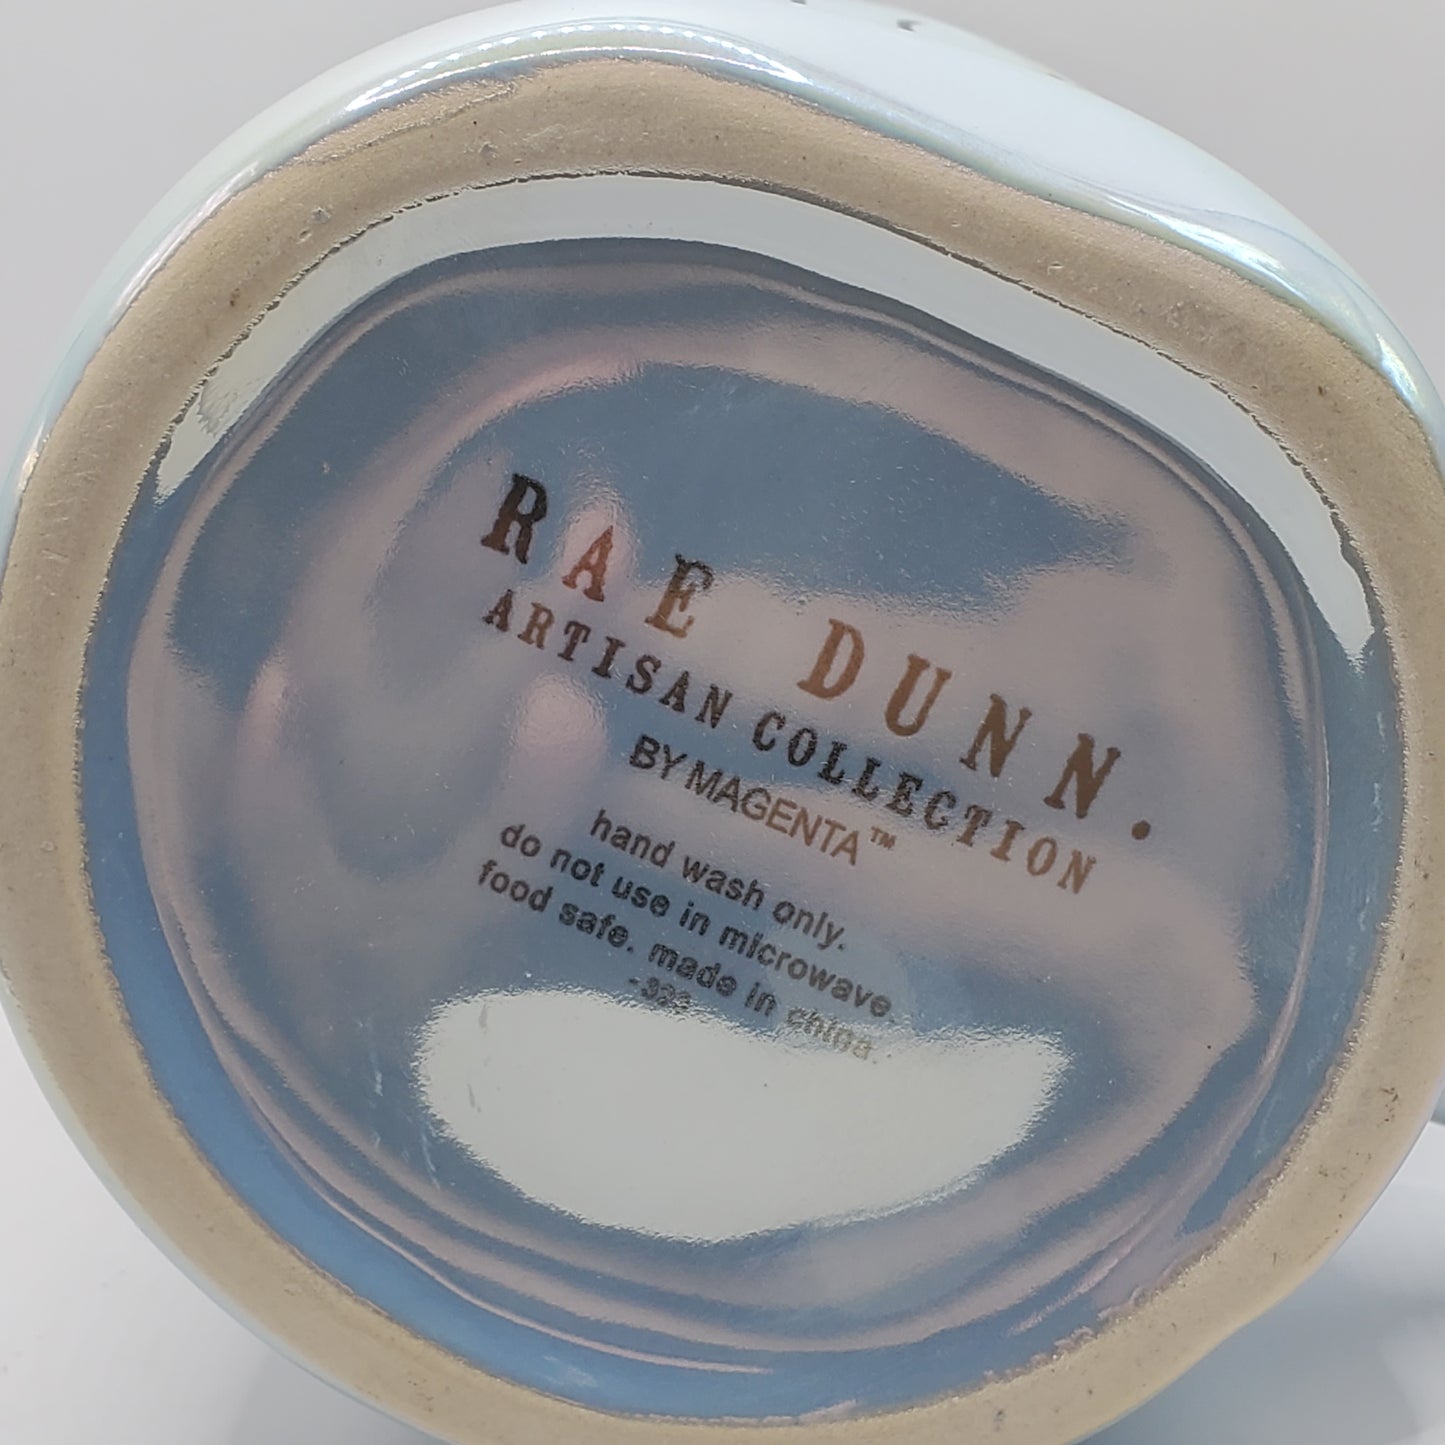 RAE DUNN.
ARTISAN COLLECTION
BY MAGENTA™
hand wash only.
do not use in microwave.
food safe. made in china.